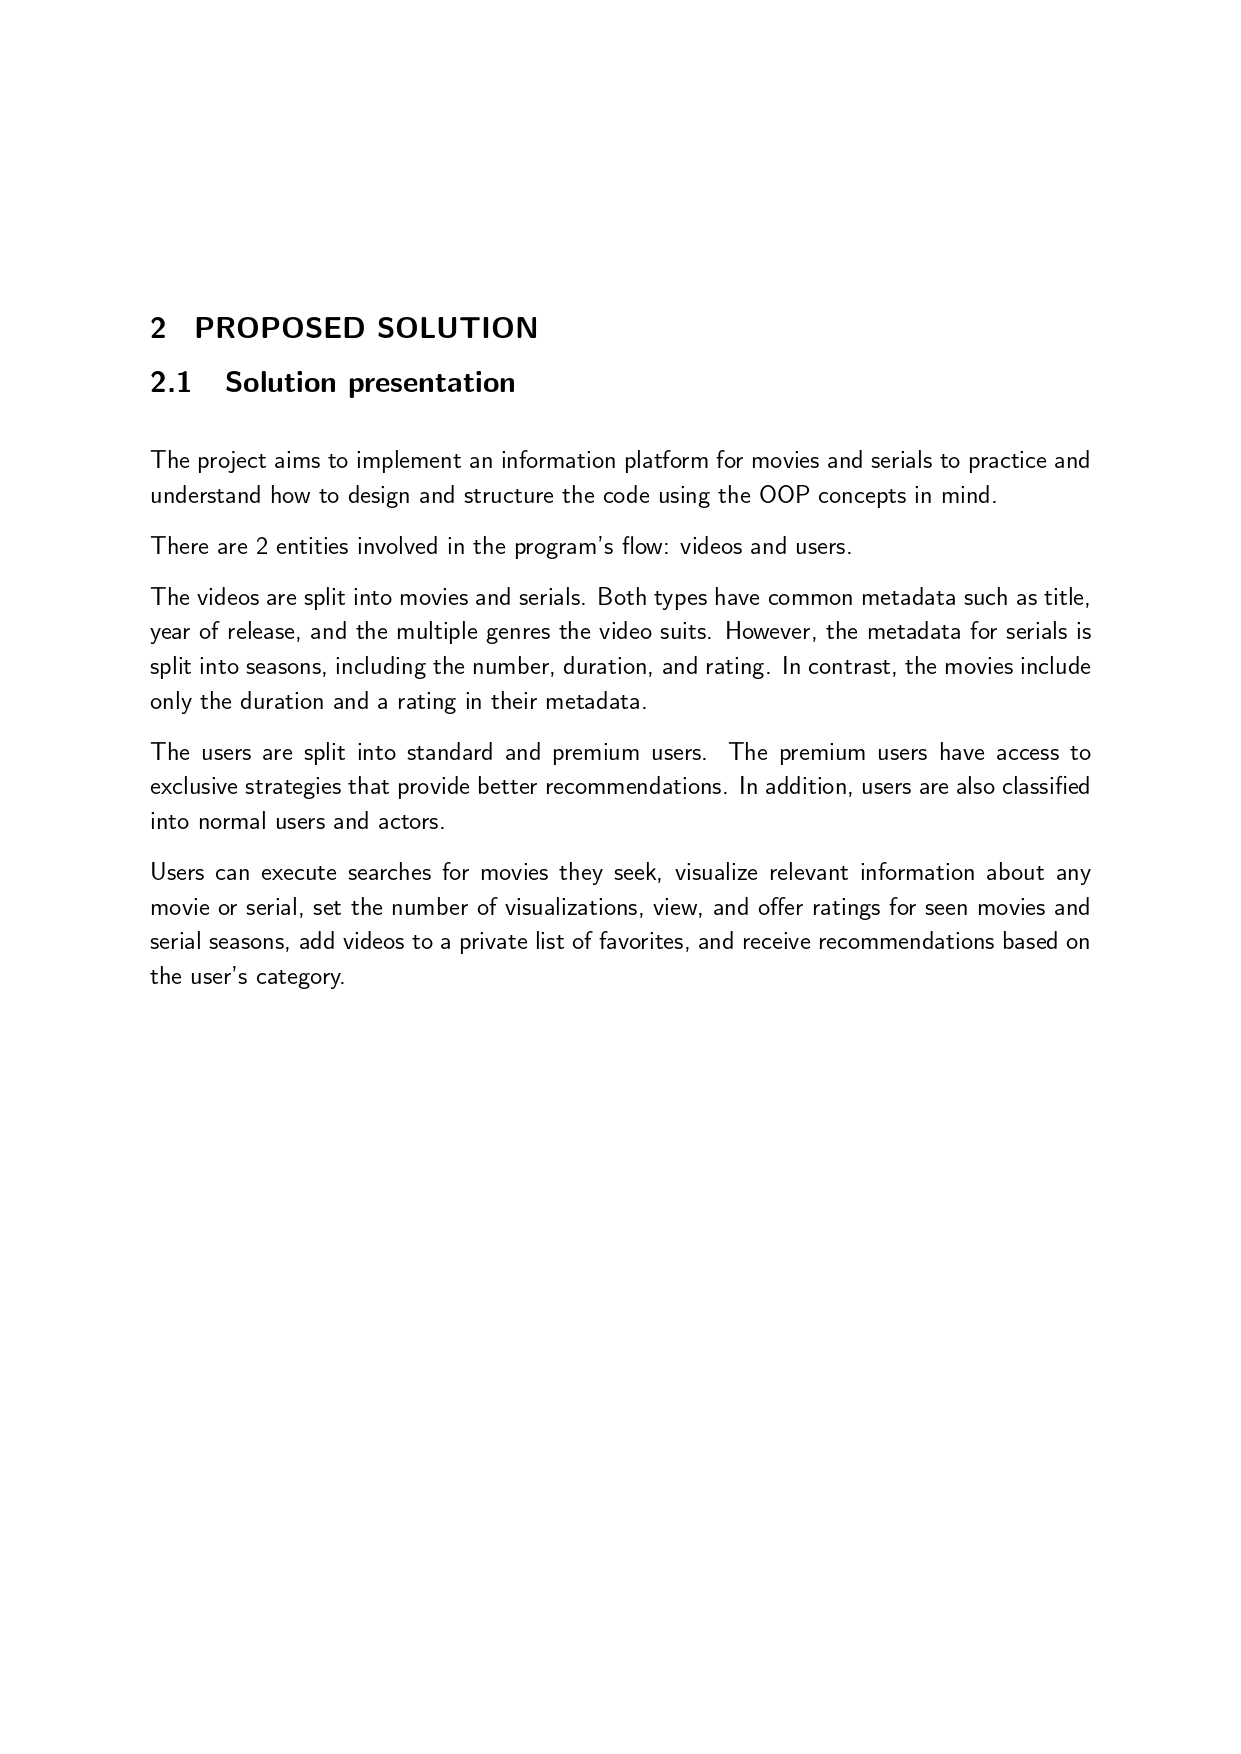 2 PROPOSED SOLUTION
2.1 Solution presentation
The project aims to implement an information platform for movies and serials to practice and
understand how to design and structure the code using the OOP concepts in mind.
There are 2 entities involved in the program's flow: videos and users.
The videos are split into movies and serials. Both types have common metadata such as title,
year of release, and the multiple genres the video suits. However, the metadata for serials is
split into seasons, including the number, duration, and rating. In contrast, the movies include
only the duration and a rating in their metadata.
The users are split into standard and premium users. The premium users have access to
exclusive strategies that provide better recommendations. In addition, users are also classified
into normal users and actors.
Users can execute searches for movies they seek, visualize relevant information about any
movie or serial, set the number of visualizations, view, and offer ratings for seen movies and
serial seasons, add videos to a private list of favorites, and receive recommendations based on
the user's category.